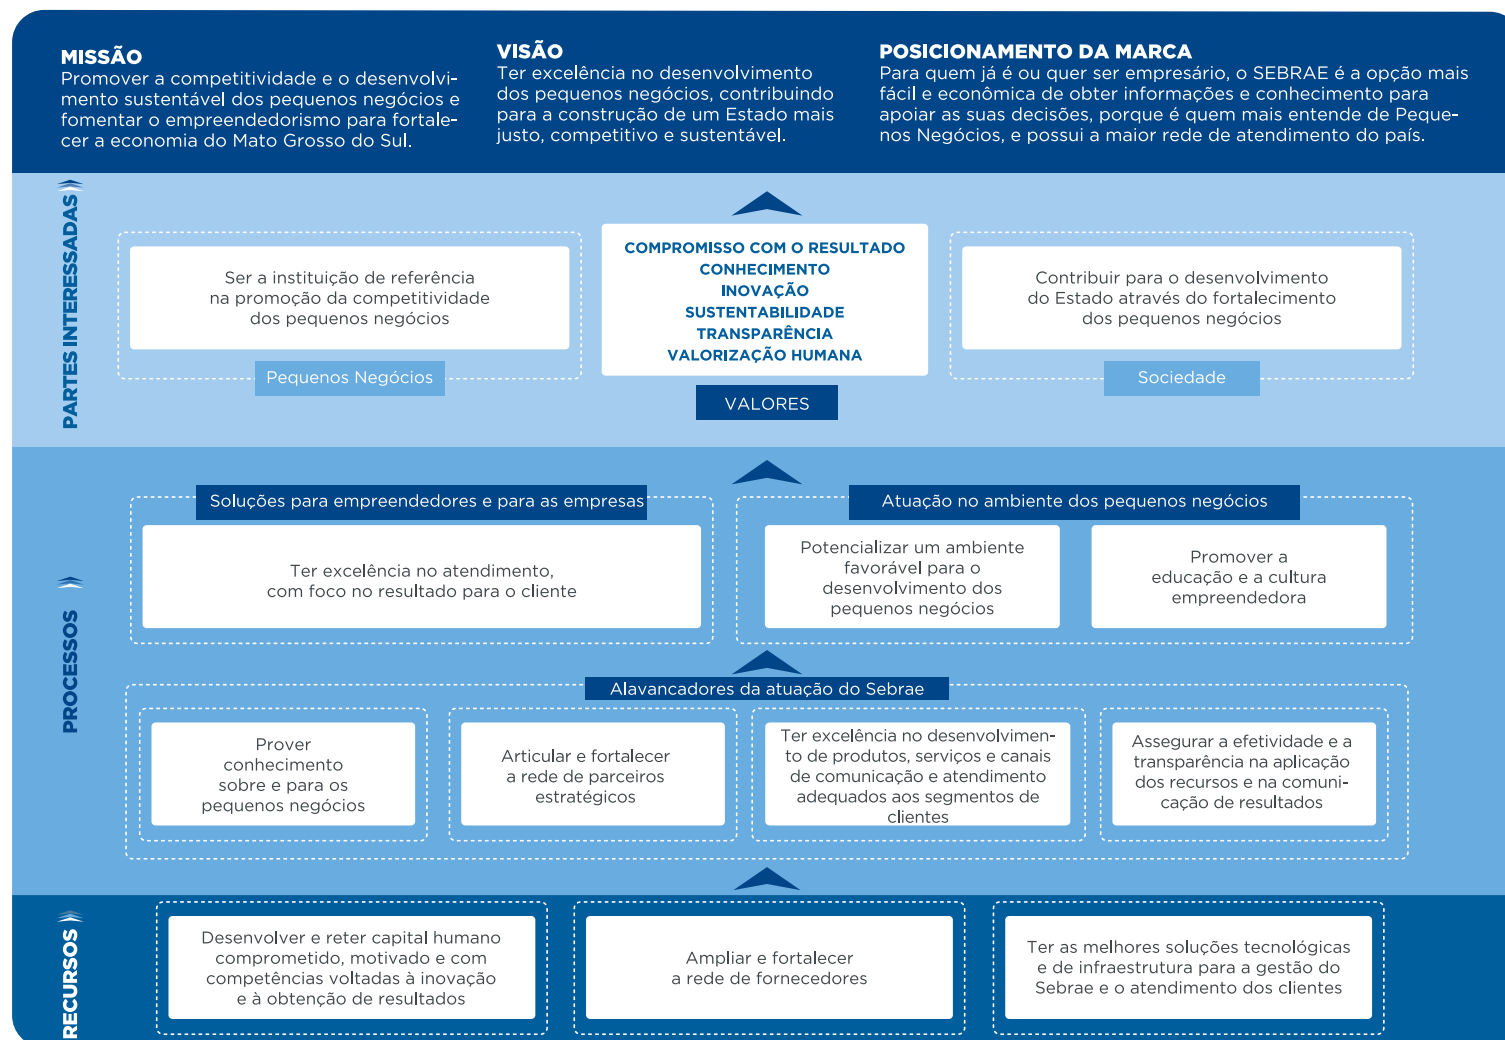 MISSÃO
Promover a competitividade e o desenvolvi-
mento sustentável dos pequenos negócios e
fomentar o empreendedorismo para fortale-
cer a economia do Mato Grosso do Sul.
VISÃO
Ter excelência no desenvolvimento
dos pequenos negócios, contribuindo
para a construção de um Estado mais
justo, competitivo e sustentável.
POSICIONAMENTO DA MARCA
Para quem já é ou quer ser empresário, o SEBRAE é a opção mais
fácil e econômica de obter informações e conhecimento para
apoiar as suas decisões, porque é quem mais entende de Peque-
nos Negócios, e possui a maior rede de atendimento do país.
PARTES INTERESSADAS
Ser a instituição de referência
na promoção da competitividade
dos pequenos negócios
Pequenos Negócios
COMPROMISSO COM O RESULTADO
CONHECIMENTO
INOVAÇÃO
SUSTENTABILIDADE
TRANSPARÊNCIA
VALORIZAÇÃO HUMANA
VALORES
Contribuir para o desenvolvimento
do Estado através do fortalecimento
dos pequenos negócios
Sociedade
PROCESSOS
Soluções para empreendedores e para as empresas
Ter excelência no atendimento,
com foco no resultado para o cliente
Atuação no ambiente dos pequenos negócios
Potencializar um ambiente
favorável para o
desenvolvimento dos
pequenos negócios
Promover a
educação e a cultura
empreendedora
Alavancadores da atuação do Sebrae
Prover
conhecimento
sobre e para os
pequenos negócios
Articular e fortalecer
a rede de parceiros
estratégicos
Ter excelência no desenvolvimen-
to de produtos, serviços e canais
de comunicação e atendimento
adequados aos segmentos de
clientes
Assegurar a efetividade e a
transparência na aplicação
dos recursos e na comuni-
cação de resultados
RECURSOS
Desenvolver e reter capital humano
comprometido, motivado e com
competências voltadas à inovação
e à obtenção de resultados
Ampliar e fortalecer
a rede de fornecedores
Ter as melhores soluções tecnológicas
e de infraestrutura para a gestão do
Sebrae e o atendimento dos clientes